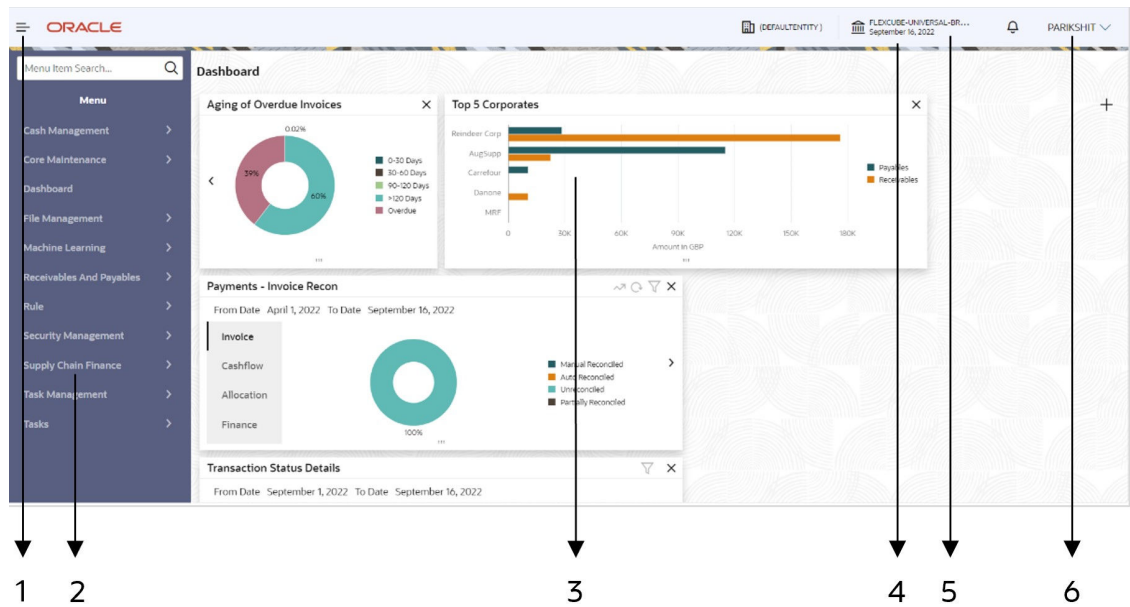 ORACLE
(DEFAULTENTITY)
FLEXCUBE-UNIVERSAL-BR...
September 16, 2022
PARIKSHIT
Menu Item Search...
Menu
Cash Management
Core Maintenance
Dashboard
File Management
Machine Learning
Receivables And Payables
Rule
Security Management
Supply Chain Finance
Task Management
Tasks
Dashboard
Aging of Overdue Invoices
0.02%
39%
60%
0-30 Days
30-60 Days
90-120 Days
>120 Days
Overdue
Top 5 Corporates
Reindeer Corp
AugSupp
Carrefour
Danone
MRF
0 30K 60K 90K 120K 150K 180K
Amount in GBP
Payables
Receivables
Payments - Invoice Recon
From Date April 1, 2022 To Date September 16, 2022
Invoice
Cashflow
Allocation
Finance
100%
Manual Reconciled
Auto Reconciled
Unreconciled
Partially Reconciled
Transaction Status Details
From Date September 1, 2022 To Date September 16, 2022
1 2 3 4 5 6